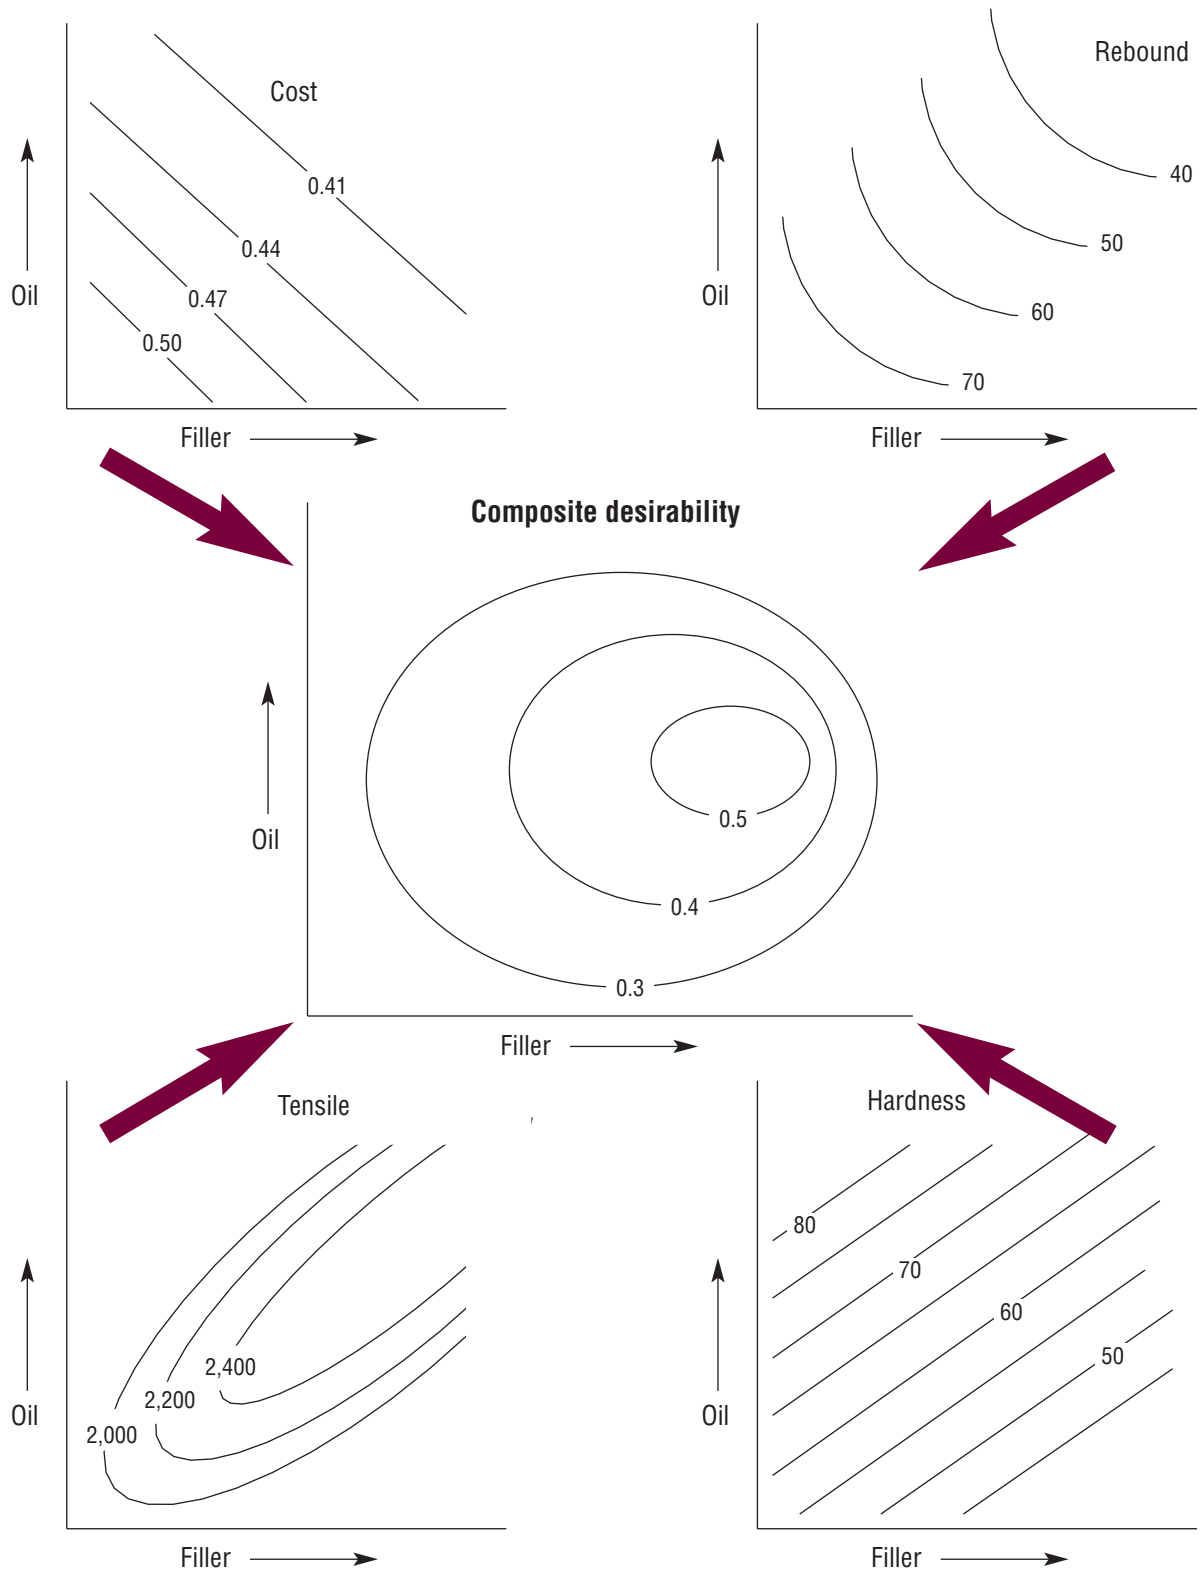 Cost
0.41
0.44
0.47
0.50
Oil
Filler
Rebound
40
50
60
70
Oil
Filler
Composite desirability
0.5
0.4
0.3
Oil
Filler
Tensile
2,400
2,200
2,000
Oil
Filler
Hardness
80
70
60
50
Oil
Filler